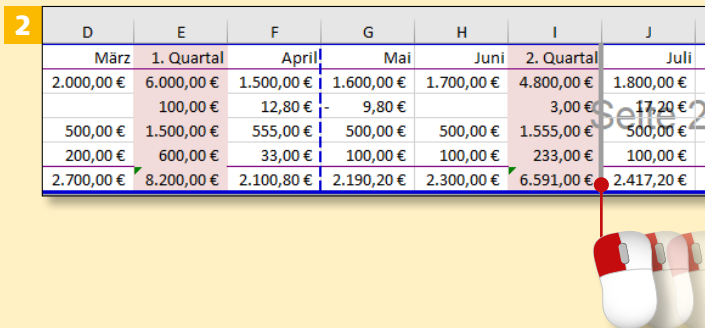 2
D E F G H I J
März 1. Quartal April Mai Juni 2. Quartal Juli
2.000,00 € 6.000,00 € 1.500,00 € 1.600,00 € 1.700,00 € 4.800,00 € 1.800,00 €
100,00 € 12,80 € - 9,80 € 3,00 € 17,20 €
Seite 2
500,00 € 1.500,00 € 555,00 € 500,00 € 500,00 € 1.555,00 € 500,00 €
200,00 € 600,00 € 33,00 € 100,00 € 100,00 € 233,00 € 100,00 €
2.700,00 € 8.200,00 € 2.100,80 € 2.190,20 € 2.300,00 € 6.591,00 € 2.417,20 €